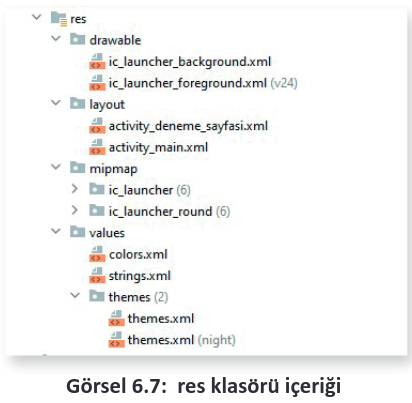 res
drawable
ic_launcher_background.xml
ic_launcher_foreground.xml (v24)
layout
activity_deneme_sayfasi.xml
activity_main.xml
mipmap
ic_launcher (6)
ic_launcher_round (6)
values
colors.xml
strings.xml
themes (2)
themes.xml
themes.xml (night)
Görsel 6.7: res klasörü içeriği